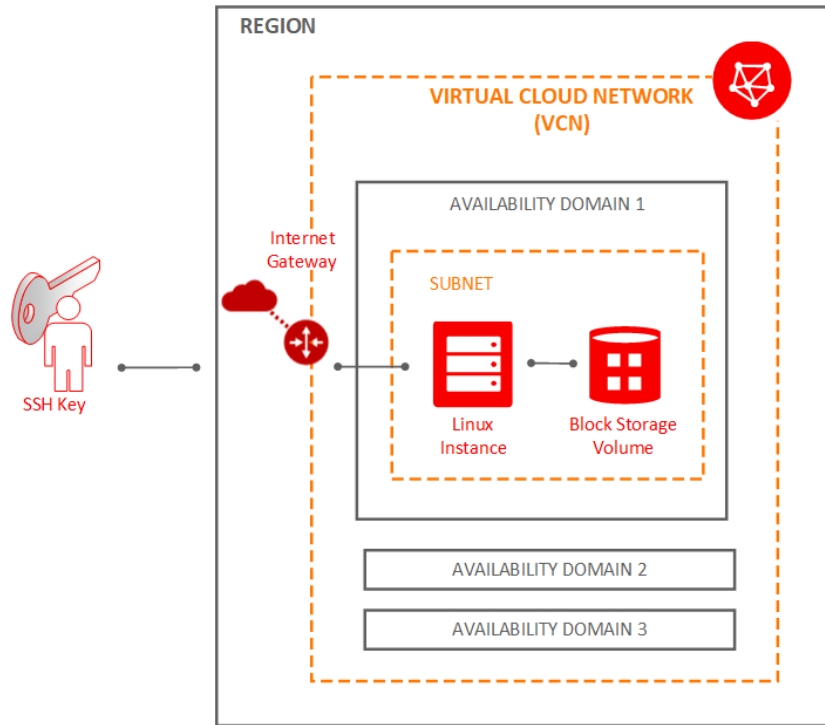 REGION
VIRTUAL CLOUD NETWORK
(VCN)
AVAILABILITY DOMAIN 1
Internet
Gateway
SUBNET
SSH Key
Linux
Instance
Block Storage
Volume
AVAILABILITY DOMAIN 2
AVAILABILITY DOMAIN 3